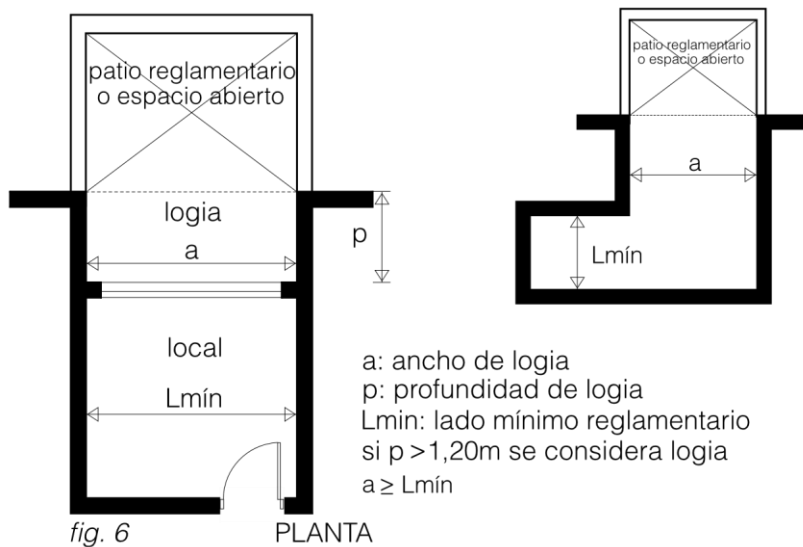 patio reglamentario
o espacio abierto
logia
a
p
local
Lmín
fig. 6
PLANTA
patio reglamentario
o espacio abierto
a
Lmín
a: ancho de logia
p: profundidad de logia
Lmin: lado mínimo reglamentario
si p >1,20m se considera logia
a ≥ Lmín